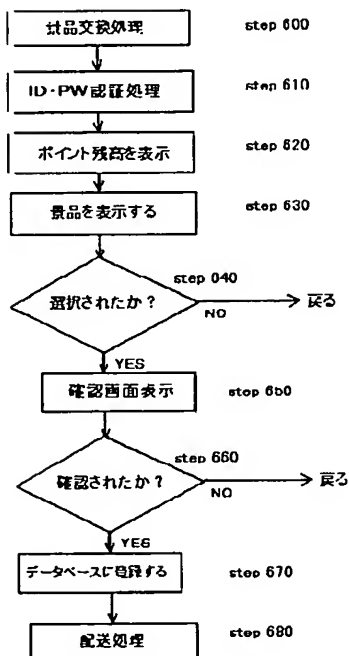 景品交換処理 step 600
ID・PW認証処理 step 610
ポイント残高を表示 step 620
景品を表示する step 630
step 640
選択されたか？
NO
戻る
YES
確認画面表示 step 650
step 660
確認されたか？
NO
戻る
YES
データベースに登録する step 670
配送処理 step 680